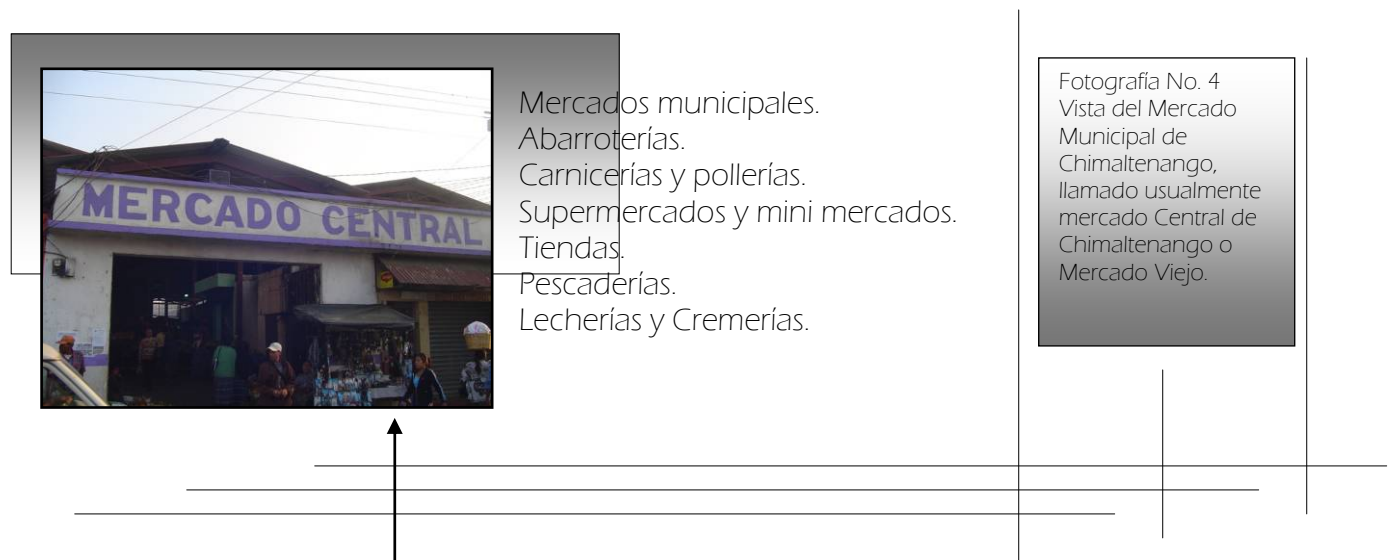 MERCADO CENTRAL
Mercados municipales.
Abarroterías.
Carnicerías y pollerías.
Supermercados y mini mercados.
Tiendas.
Pescaderías.
Lecherías y Cremerías.
Fotografía No. 4
Vista del Mercado
Municipal de
Chimaltenango,
llamado usualmente
mercado Central de
Chimaltenango o
Mercado Viejo.